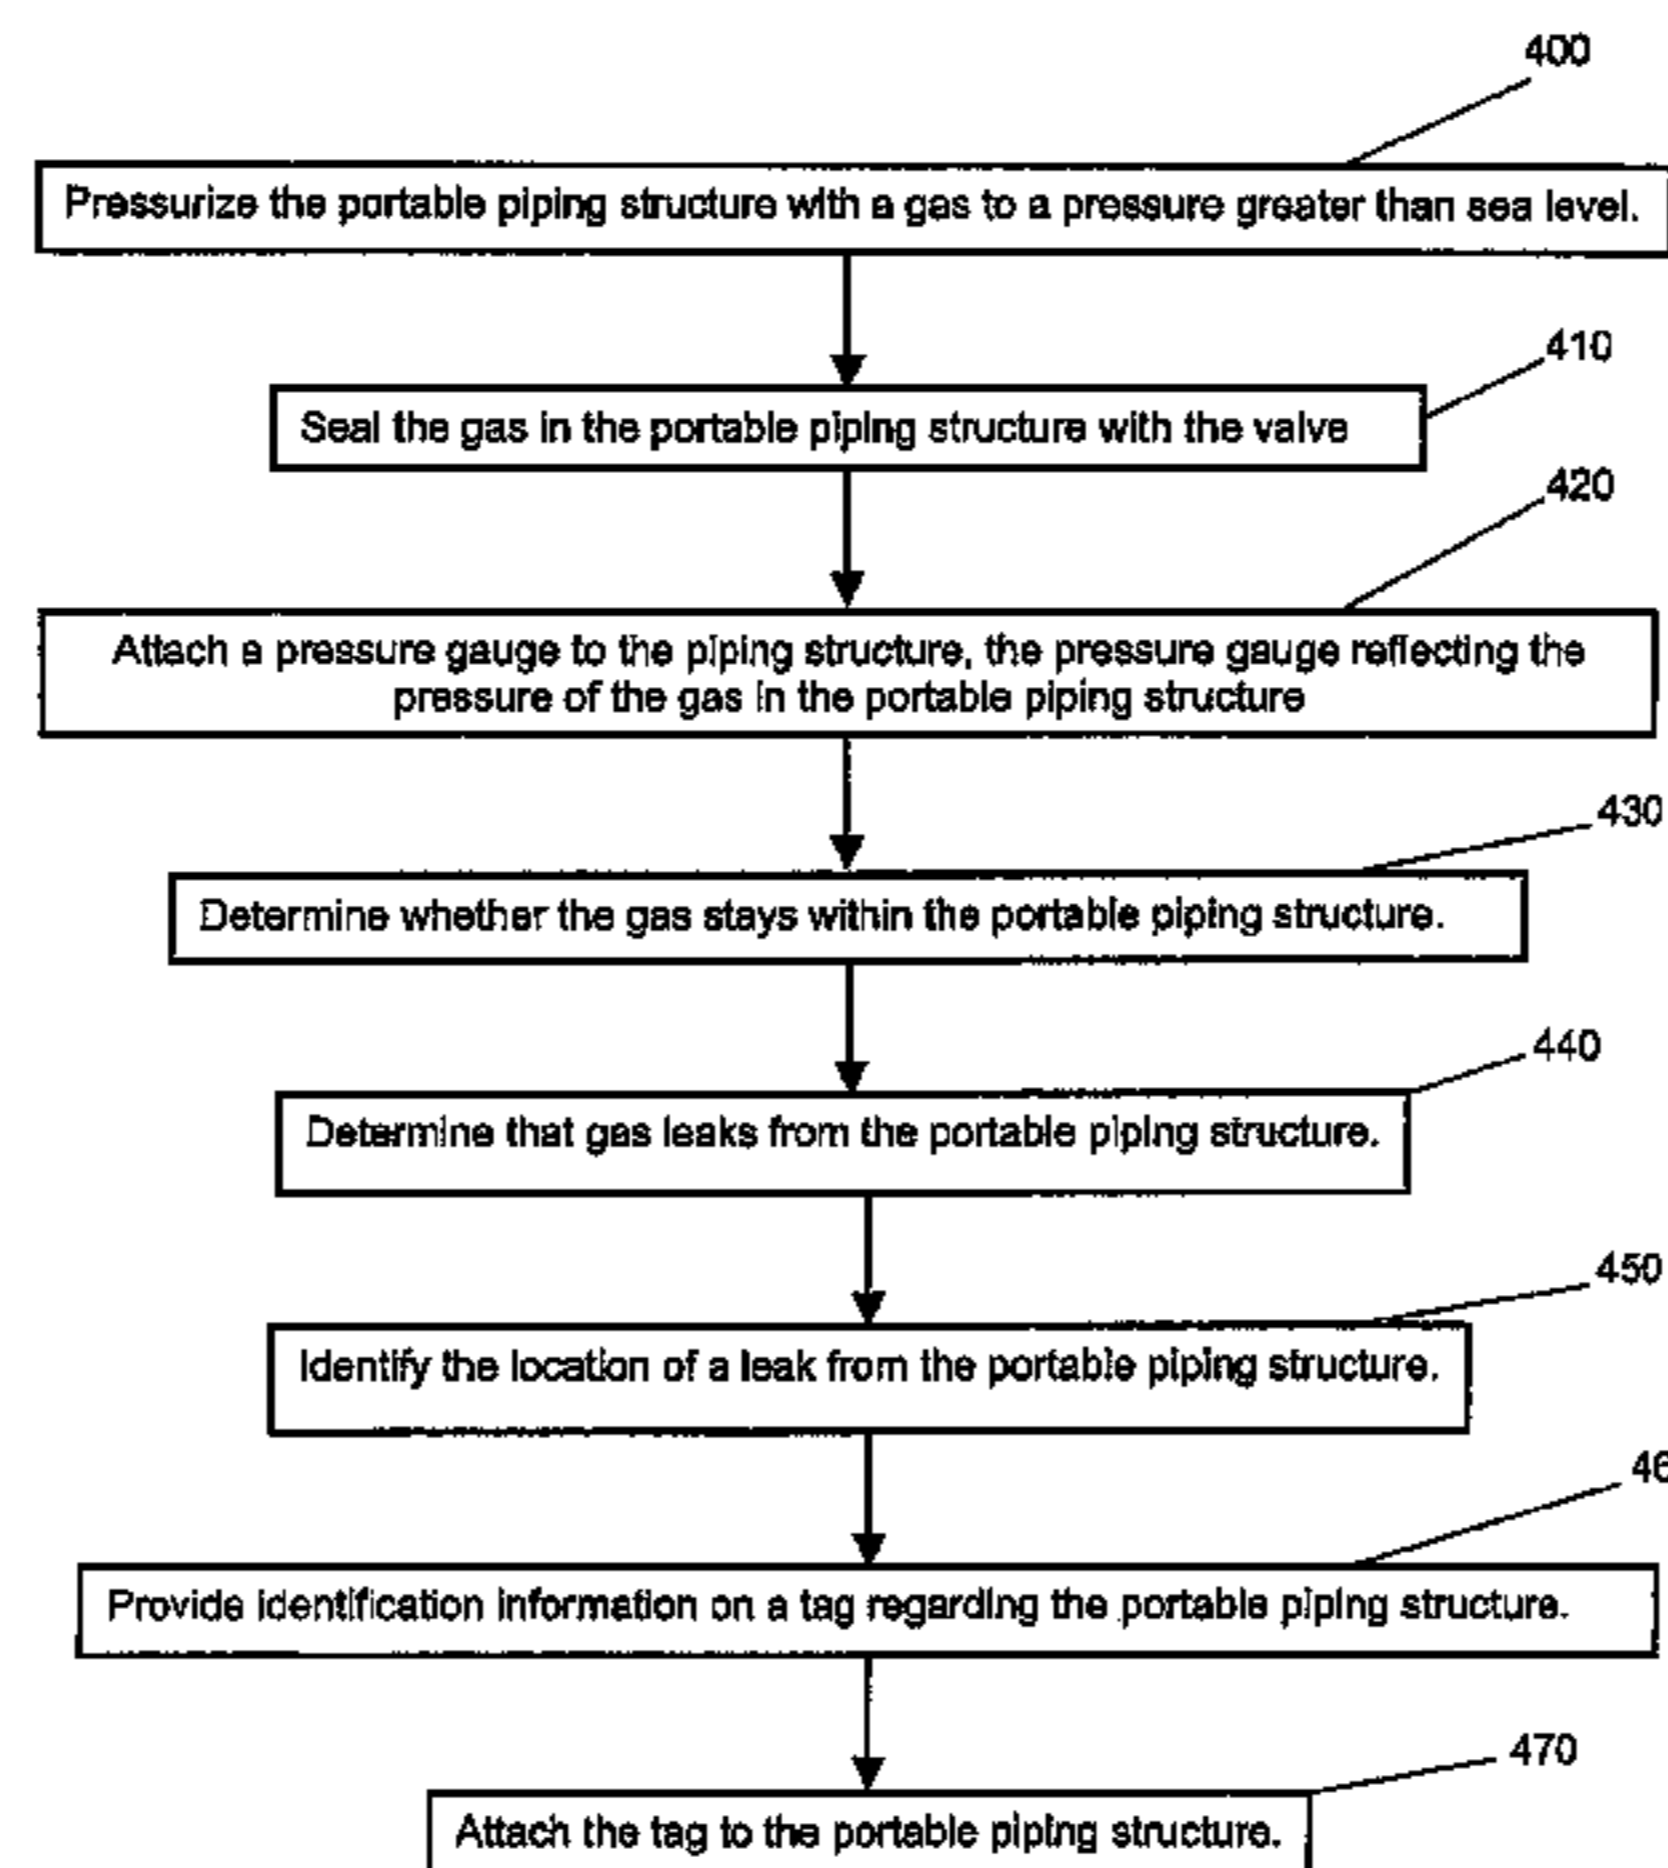 400
Pressurize the portable piping structure with a gas to a pressure greater than sea level.
410
Seal the gas in the portable piping structure with the valve
420
Attach a pressure gauge to the piping structure, the pressure gauge reflecting the
pressure of the gas in the portable piping structure
430
Determine whether the gas stays within the portable piping structure.
440
Determine that gas leaks from the portable piping structure.
450
Identify the location of a leak from the portable piping structure.
46
Provide identification information on a tag regarding the portable piping structure.
470
Attach the tag to the portable piping structure.